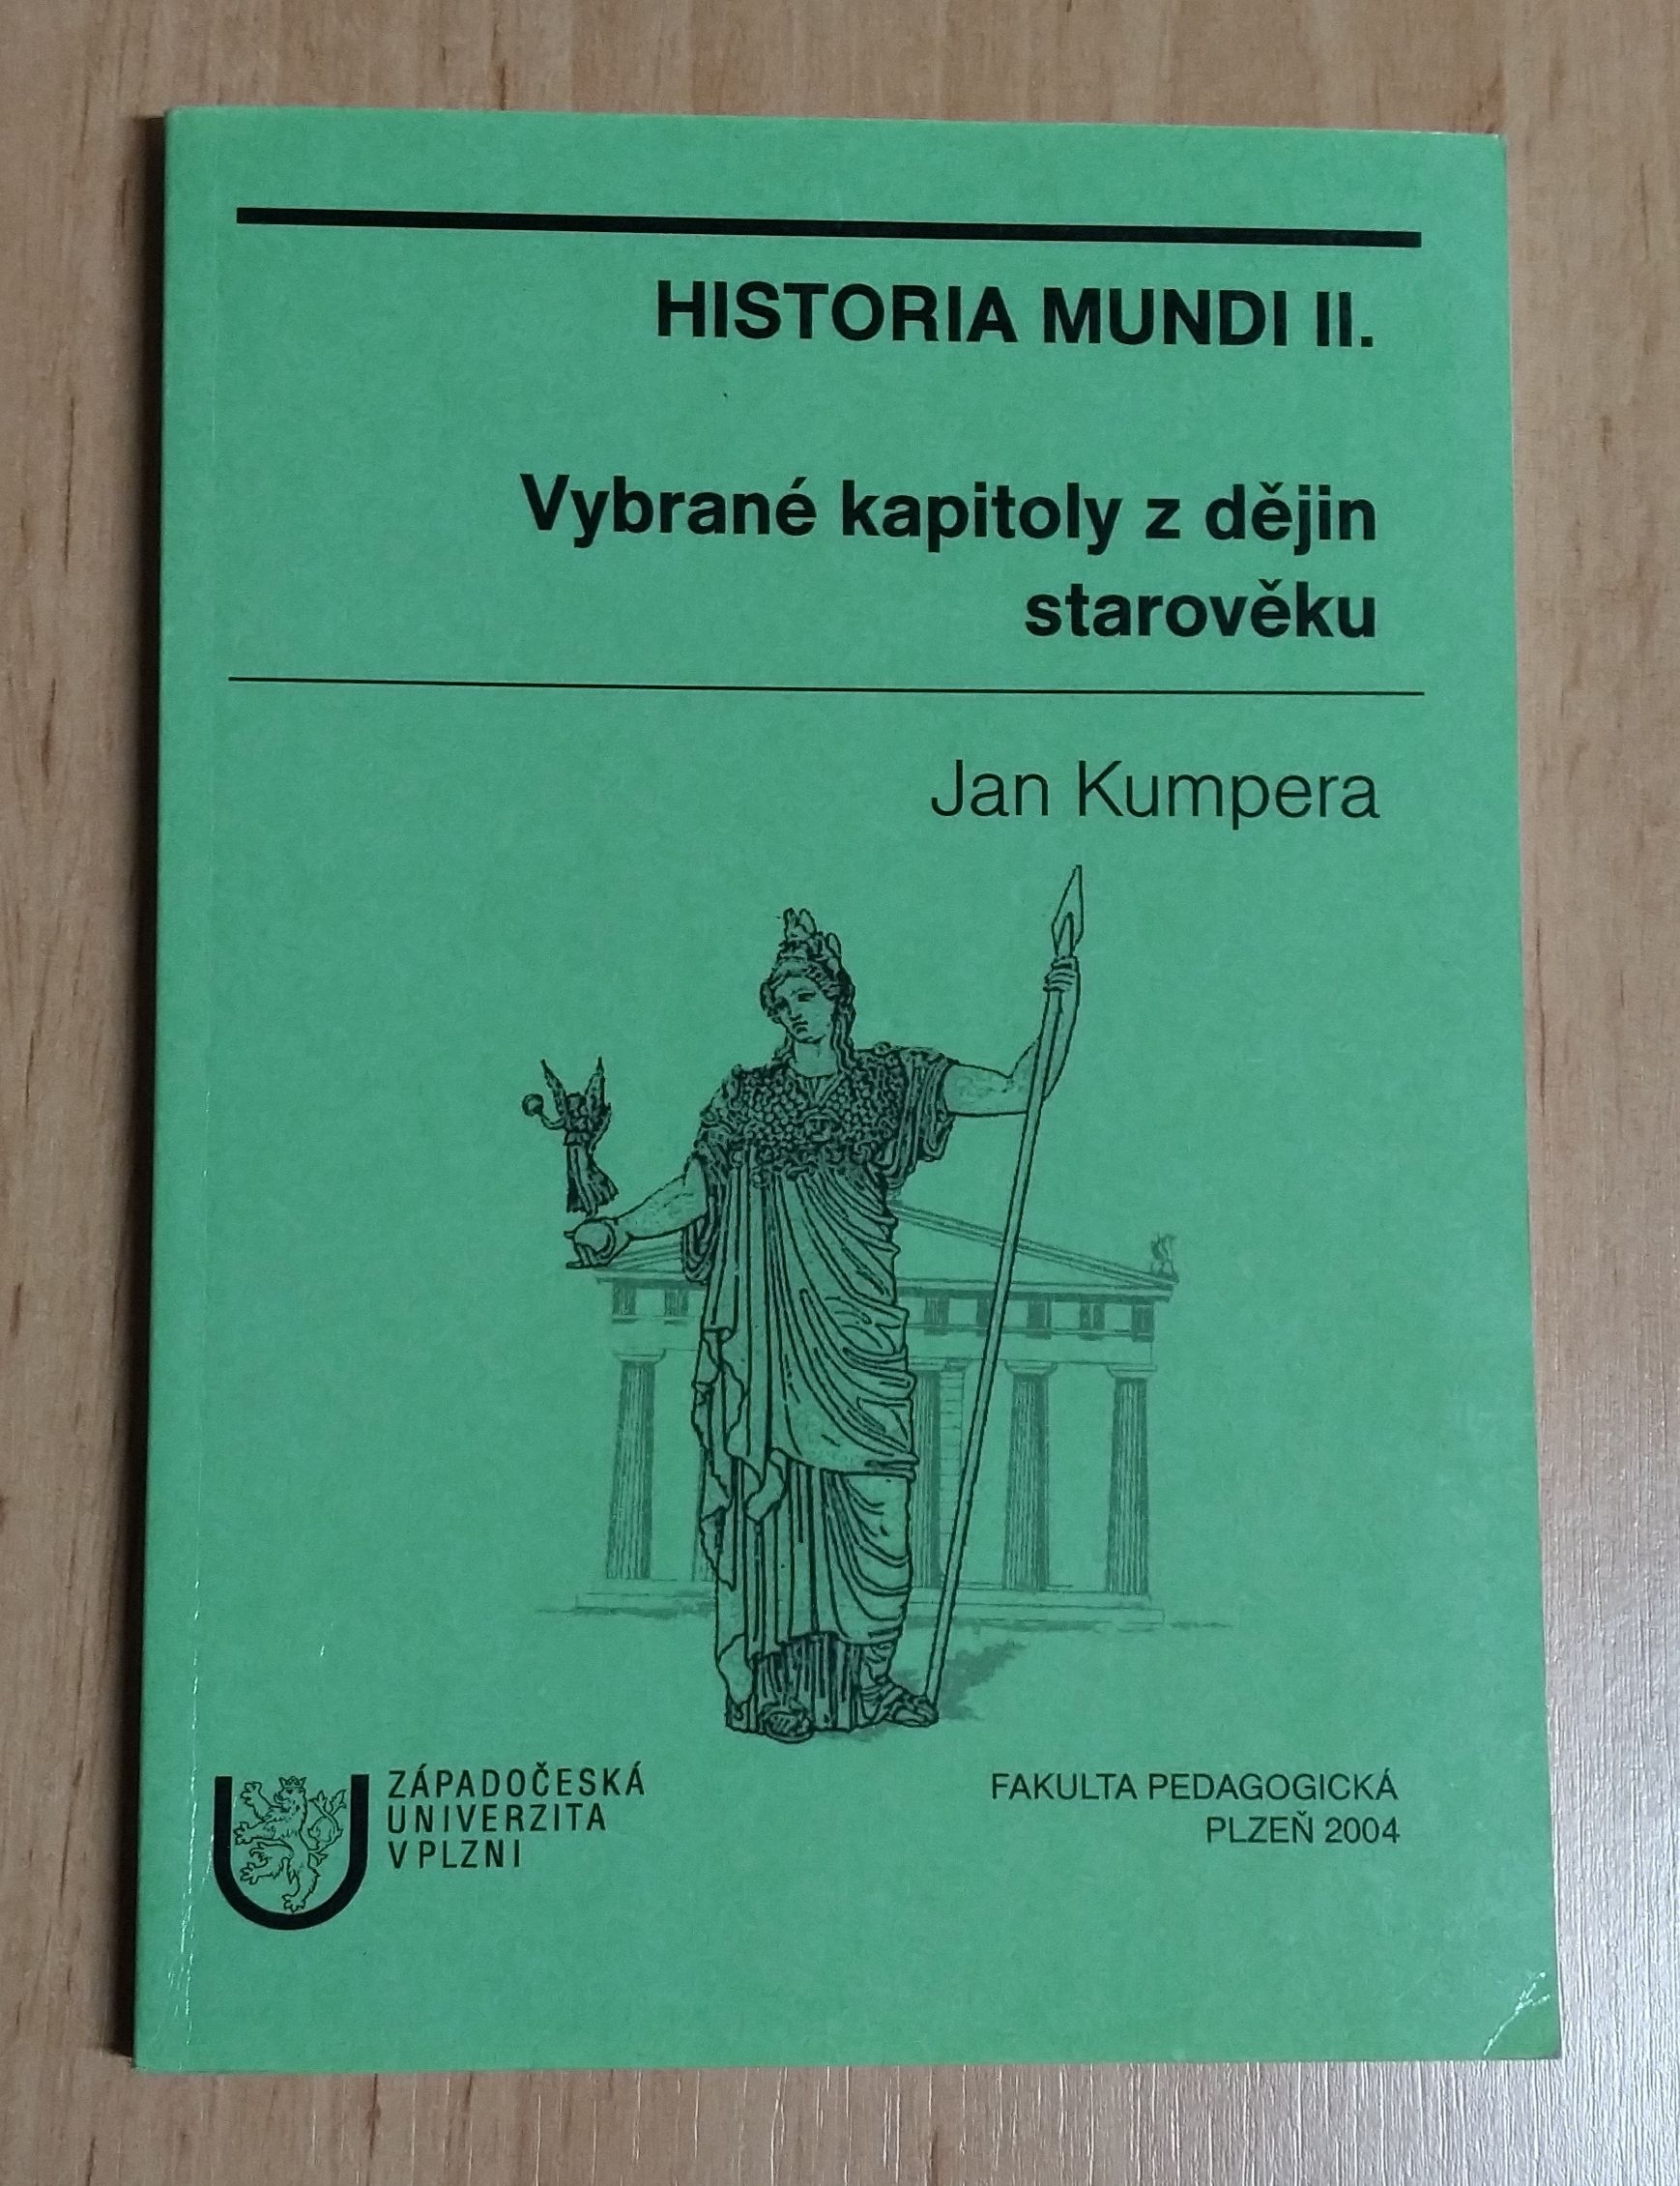 HISTORIA MUNDI II.
Vybrané kapitoly z dějin
starověku
Jan Kumpera
ZÁPADOČESKÁ
UNIVERZITA
V PLZNI
FAKULTA PEDAGOGICKÁ
PLZEŇ 2004